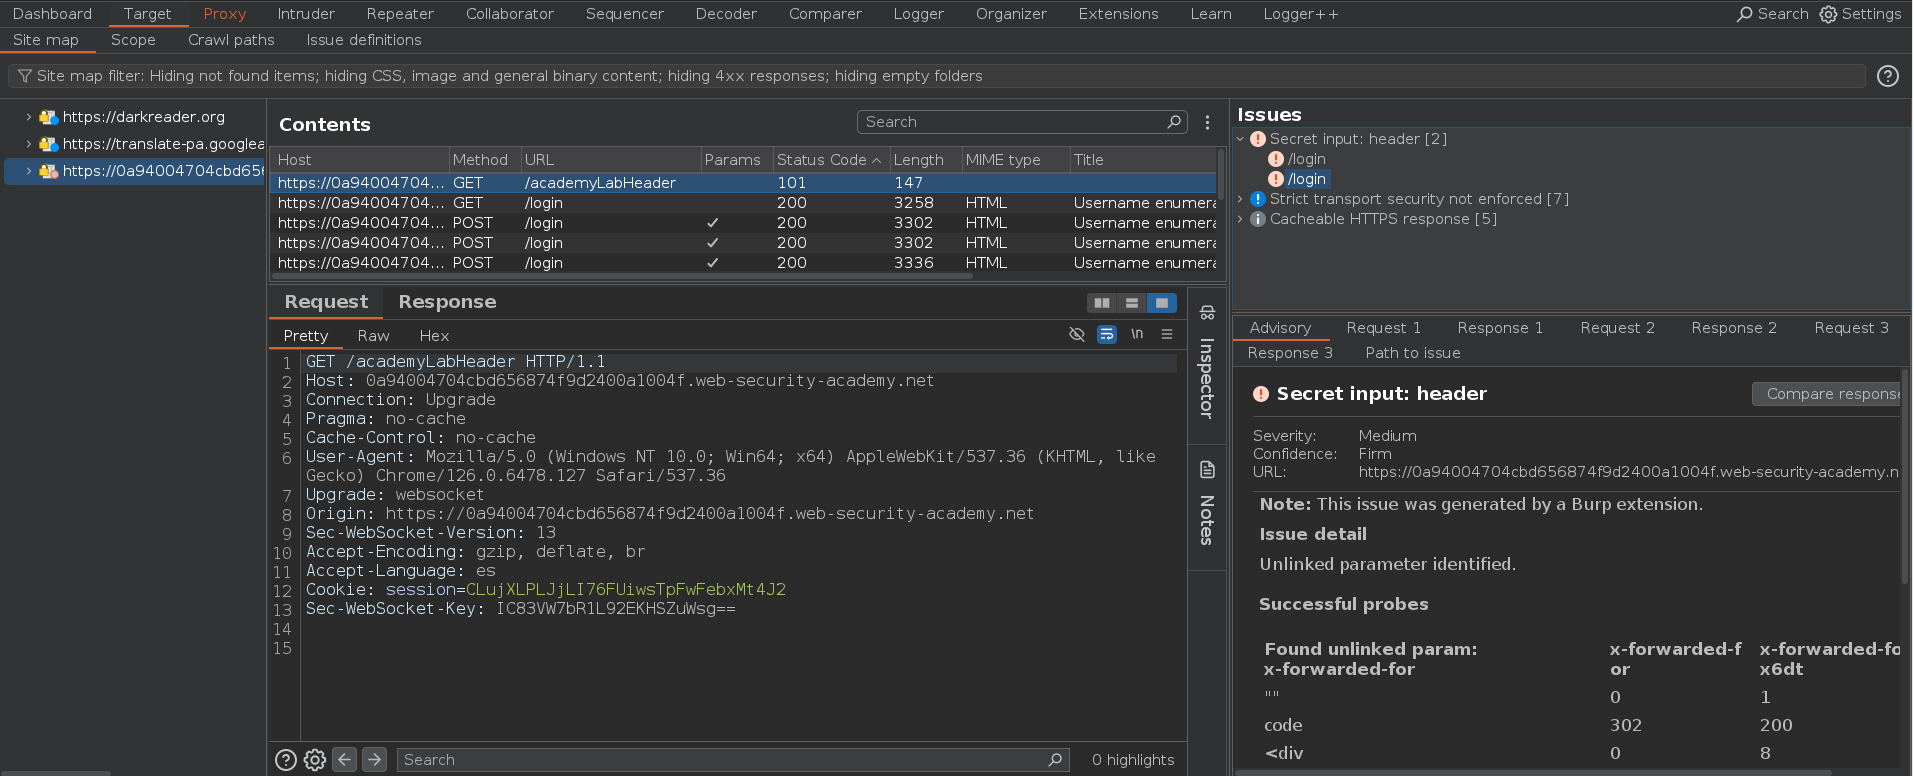 Dashboard Target Proxy Intruder Repeater Collaborator Sequencer Decoder Comparer Logger Organizer Extensions Learn Logger++ Search Settings
Site map Scope Crawl paths Issue definitions
Site map filter: Hiding not found items; hiding CSS, image and general binary content; hiding 4xx responses; hiding empty folders
https://darkreader.org
https://translate-pa.googlea
https://0a94004704cbd656
Contents
Search
Host Method URL Params Status Code Length MIME type Title
https://0a94004704... GET /academyLabHeader 101 147
https://0a94004704... GET /login 200 3258 HTML Username enumera
https://0a94004704... POST /login ✓ 200 3302 HTML Username enumera
https://0a94004704... POST /login ✓ 200 3302 HTML Username enumera
https://0a94004704... POST /login ✓ 200 3336 HTML Username enumera
Request Response
Pretty Raw Hex
\n
1 GET /academyLabHeader HTTP/1.1
2 Host: 0a94004704cbd656874f9d2400a1004f.web-security-academy.net
3 Connection: Upgrade
4 Pragma: no-cache
5 Cache-Control: no-cache
6 User-Agent: Mozilla/5.0 (Windows NT 10.0; Win64; x64) AppleWebKit/537.36 (KHTML, like
Gecko) Chrome/126.0.6478.127 Safari/537.36
7 Upgrade: websocket
8 Origin: https://0a94004704cbd656874f9d2400a1004f.web-security-academy.net
9 Sec-WebSocket-Version: 13
10 Accept-Encoding: gzip, deflate, br
11 Accept-Language: es
12 Cookie: session=CLujXLPLJjLI76FUiwsTpFwFebxMt4J2
13 Sec-WebSocket-Key: IC83VW7bR1L92EKHSZuWsg==
14
15
Search
0 highlights
Inspector
Notes
Issues
Secret input: header [2]
/login
/login
Strict transport security not enforced [7]
Cacheable HTTPS response [5]
Advisory Request 1 Response 1 Request 2 Response 2 Request 3
Response 3 Path to issue
Secret input: header
Compare response
Severity: Medium
Confidence: Firm
URL: https://0a94004704cbd656874f9d2400a1004f.web-security-academy.n
Note: This issue was generated by a Burp extension.
Issue detail
Unlinked parameter identified.
Successful probes
Found unlinked param: x-forwarded-f x-forwarded-fo
x-forwarded-for or x6dt
"" 0 1
code 302 200
<div 0 8